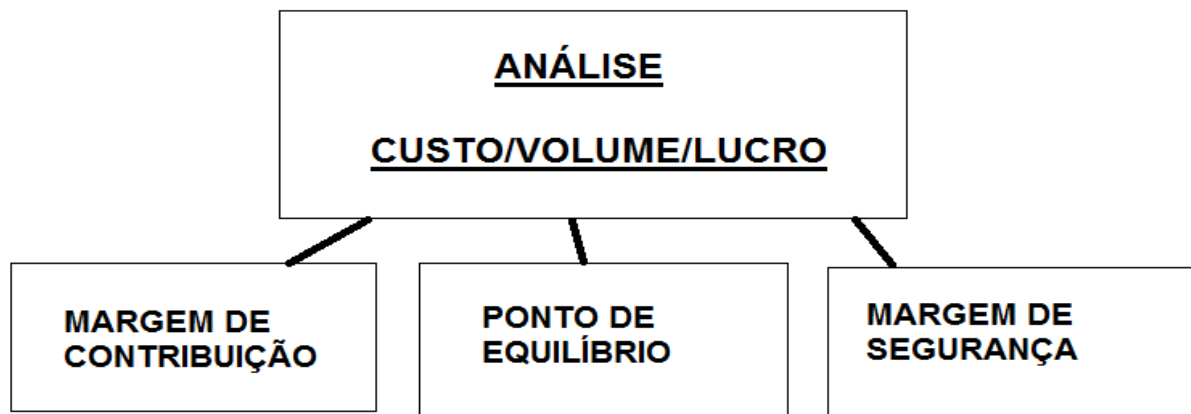 ANÁLISE
CUSTO/VOLUME/LUCRO
MARGEM DE
CONTRIBUIÇÃO
PONTO DE
EQUILÍBRIO
MARGEM DE
SEGURANÇA